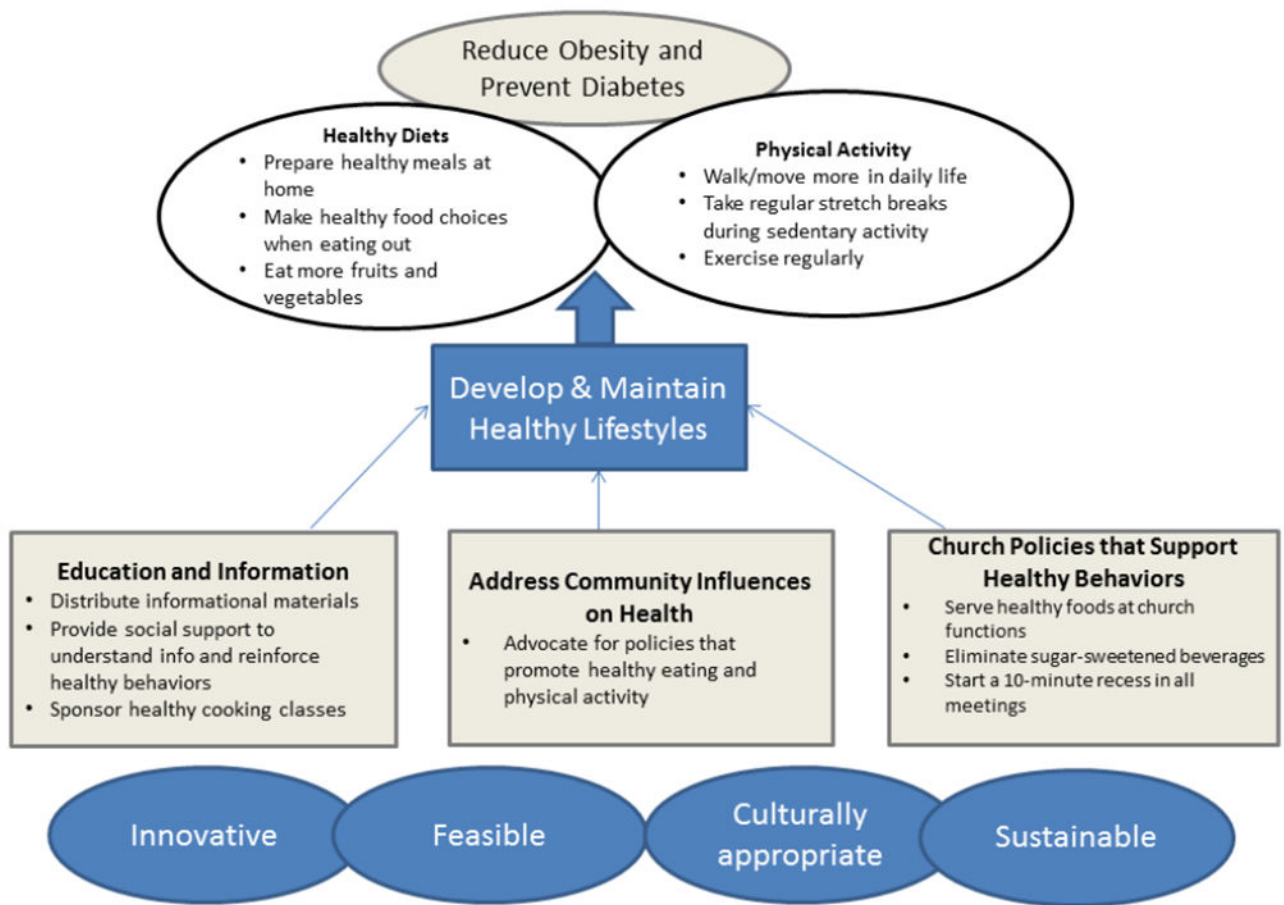 Reduce Obesity and
Prevent Diabetes
Healthy Diets
• Prepare healthy meals at
home
• Make healthy food choices
when eating out
• Eat more fruits and
vegetables
Physical Activity
• Walk/move more in daily life
• Take regular stretch breaks
during sedentary activity
• Exercise regularly
Develop & Maintain
Healthy Lifestyles
Education and Information
• Distribute informational materials
• Provide social support to
understand info and reinforce
healthy behaviors
• Sponsor healthy cooking classes
Address Community Influences
on Health
• Advocate for policies that
promote healthy eating and
physical activity
Church Policies that Support
Healthy Behaviors
• Serve healthy foods at church
functions
• Eliminate sugar-sweetened beverages
• Start a 10-minute recess in all
meetings
Innovative
Feasible
Culturally
appropriate
Sustainable